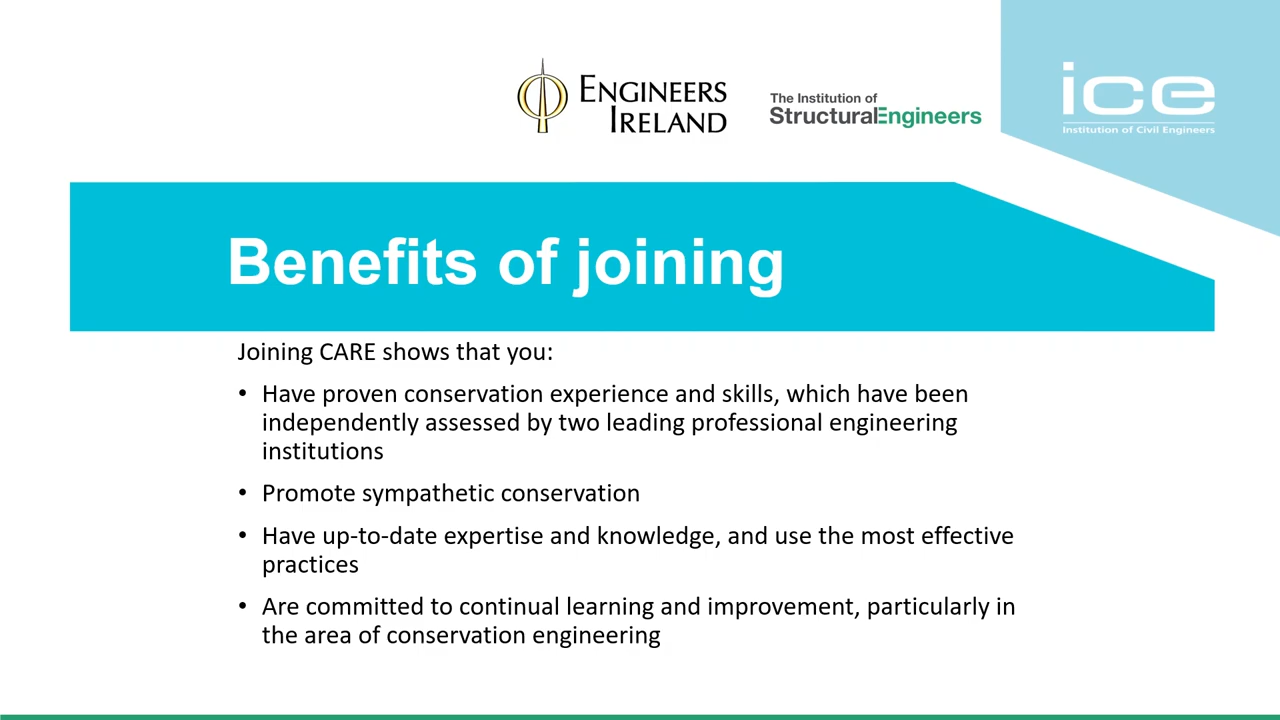 ENGINEERS
IRELAND
The Institution of
StructuralEngineers
ice
Institution of Civil Engineers
Benefits of joining
Joining CARE shows that you:
• Have proven conservation experience and skills, which have been
independently assessed by two leading professional engineering
institutions
• Promote sympathetic conservation
• Have up-to-date expertise and knowledge, and use the most effective
practices
• Are committed to continual learning and improvement, particularly in
the area of conservation engineering